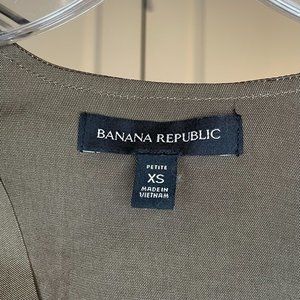 BANANA REPUBLIC
PETITE
XS
MADE IN
VIETNAM